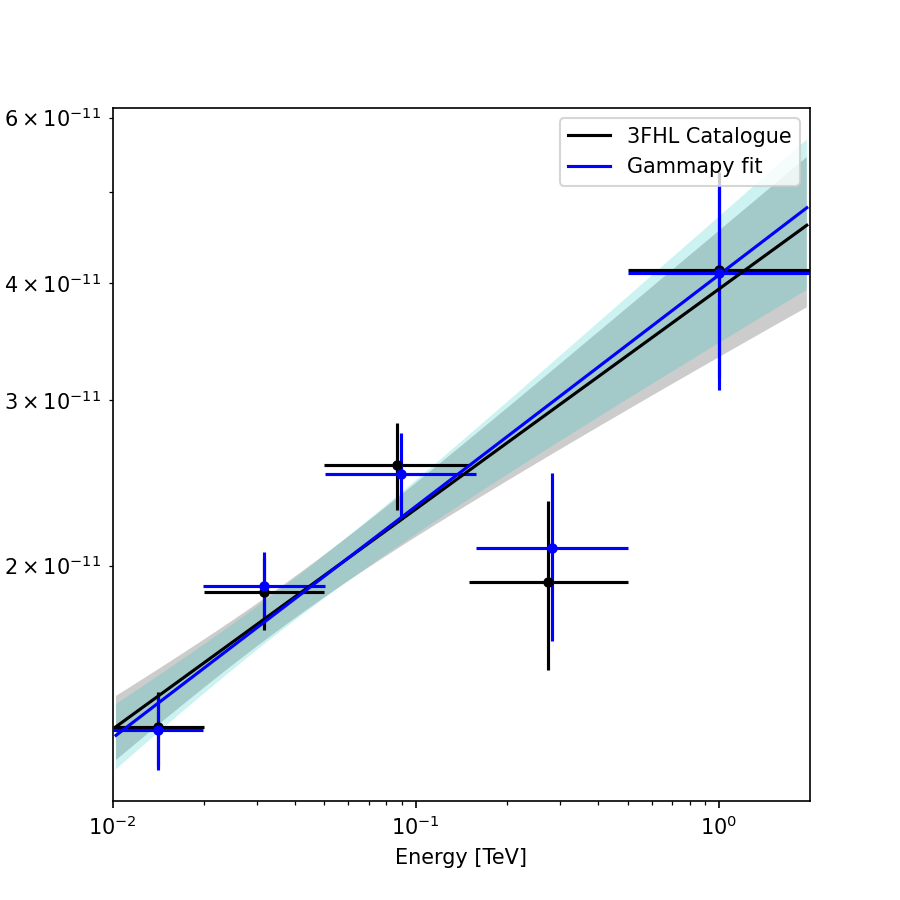 6 × 10⁻¹¹
4 × 10⁻¹¹
3 × 10⁻¹¹
2 × 10⁻¹¹
3FHL Catalogue
Gammapy fit
10⁻² 10⁻¹ 10⁰
Energy [TeV]